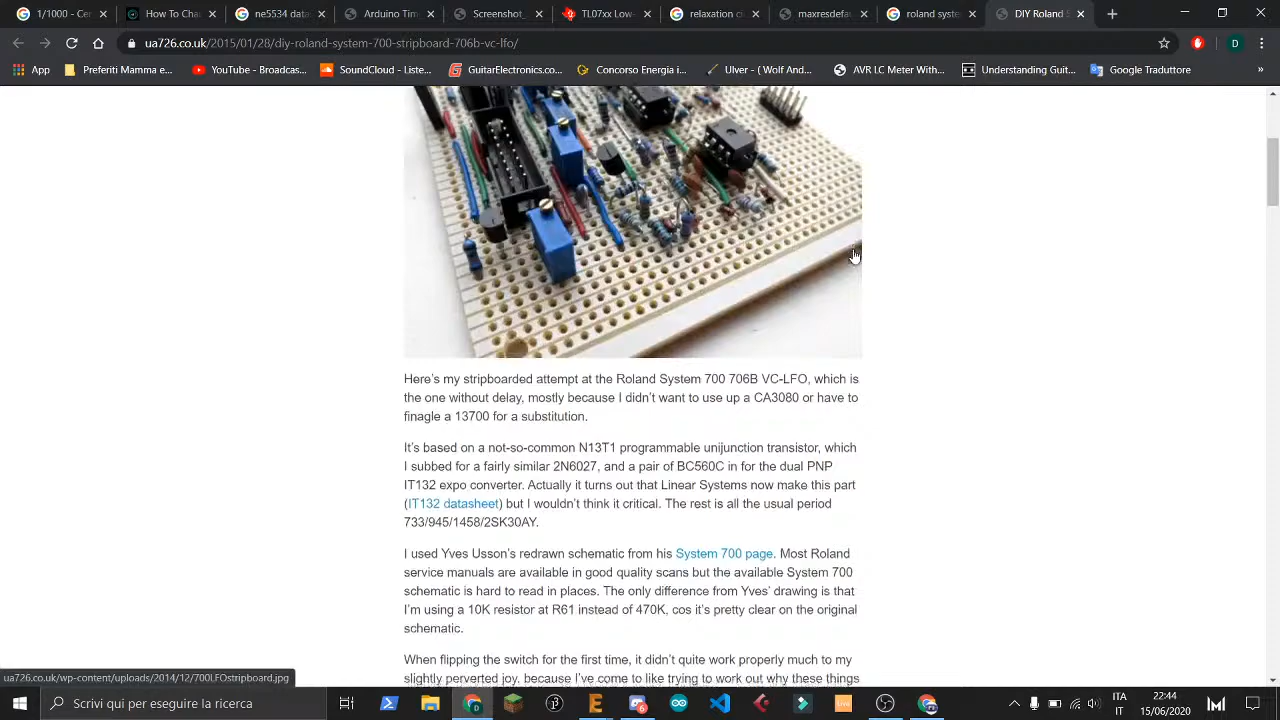 1/1000 - Cer
How To Cha
ne5534 data
Arduino Tim
Screenshot_
TL07xx Low-
relaxation cl
maxresdefau
roland syste
DIY Roland S
ua726.co.uk/2015/01/28/diy-roland-system-700-stripboard-706b-vc-lfo/
D
App
Preferiti Mamma e...
YouTube - Broadcas...
SoundCloud - Liste...
GuitarElectronics.co...
Concorso Energia i...
Ulver - ( Wolf And...
AVR LC Meter With...
Understanding Guit...
Google Traduttore
»
Here's my stripboarded attempt at the Roland System 700 706B VC-LFO, which is
the one without delay, mostly because I didn't want to use up a CA3080 or have to
finagle a 13700 for a substitution.
It's based on a not-so-common N13T1 programmable unijunction transistor, which
I subbed for a fairly similar 2N6027, and a pair of BC560C in for the dual PNP
IT132 expo converter. Actually it turns out that Linear Systems now make this part
(IT132 datasheet) but I wouldn't think it critical. The rest is all the usual period
733/945/1458/2SK30AY.
I used Yves Usson's redrawn schematic from his System 700 page. Most Roland
service manuals are available in good quality scans but the available System 700
schematic is hard to read in places. The only difference from Yves' drawing is that
I'm using a 10K resistor at R61 instead of 470K, cos it's pretty clear on the original
schematic.
When flipping the switch for the first time, it didn't quite work properly much to my
slightly perverted joy, because I've come to like trying to work out why these things
ua726.co.uk/wp-content/uploads/2014/12/700LFOstripboard.jpg
Scrivi qui per eseguire la ricerca
ITA
IT
22:44
15/06/2020